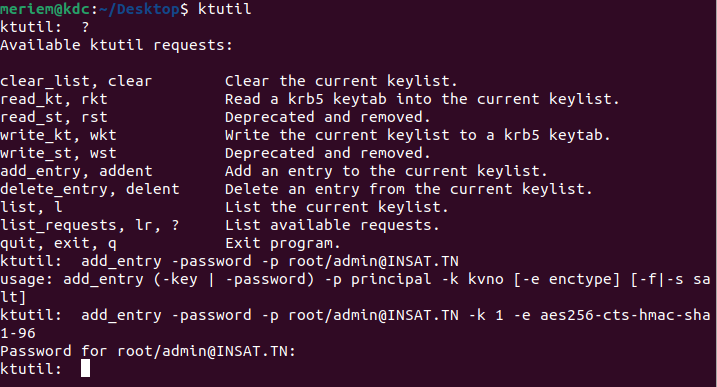 meriem@kdc:~/Desktop$ ktutil
ktutil:  ?
Available ktutil requests:

clear_list, clear        Clear the current keylist.
read_kt, rkt             Read a krb5 keytab into the current keylist.
read_st, rst             Deprecated and removed.
write_kt, wkt            Write the current keylist to a krb5 keytab.
write_st, wst            Deprecated and removed.
add_entry, addent        Add an entry to the current keylist.
delete_entry, delent     Delete an entry from the current keylist.
list, l                  List the current keylist.
list_requests, lr, ?     List available requests.
quit, exit, q            Exit program.
ktutil:  add_entry -password -p root/admin@INSAT.TN
usage: add_entry (-key | -password) -p principal -k kvno [-e enctype] [-f|-s sa
lt]
ktutil:  add_entry -password -p root/admin@INSAT.TN -k 1 -e aes256-cts-hmac-sha
1-96
Password for root/admin@INSAT.TN:
ktutil: